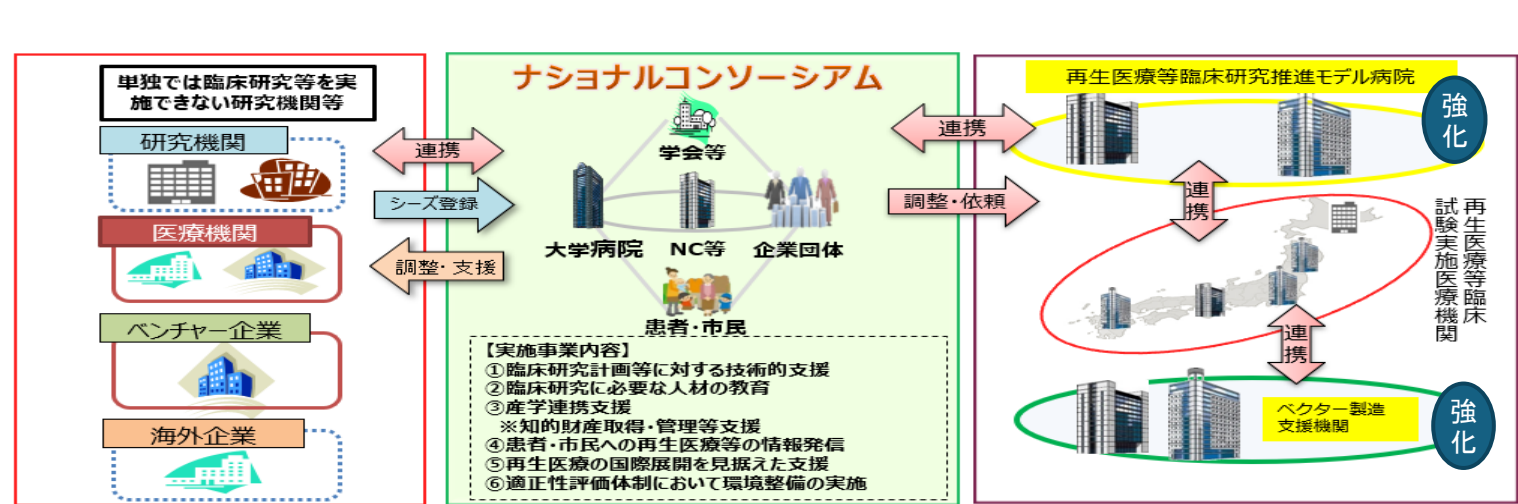 単独では臨床研究等を実
施できない研究機関等
研究機関
医療機関
ベンチャー企業
海外企業
連携
シーズ登録
調整・支援
ナショナルコンソーシアム
学会等
大学病院
NC等
企業団体
患者・市民
【実施事業内容】
①臨床研究計画等に対する技術的支援
②臨床研究に必要な人材の教育
③産学連携支援
※知的財産取得・管理等支援
④患者・市民への再生医療等の情報発信
⑤再生医療の国際展開を見据えた支援
⑥適正性評価体制において環境整備の実施
連携
調整・依頼
再生医療等臨床研究推進モデル病院
強化
連携
再生医療等臨床
試験実施医療機関
連携
ベクター製造
支援機関
強化